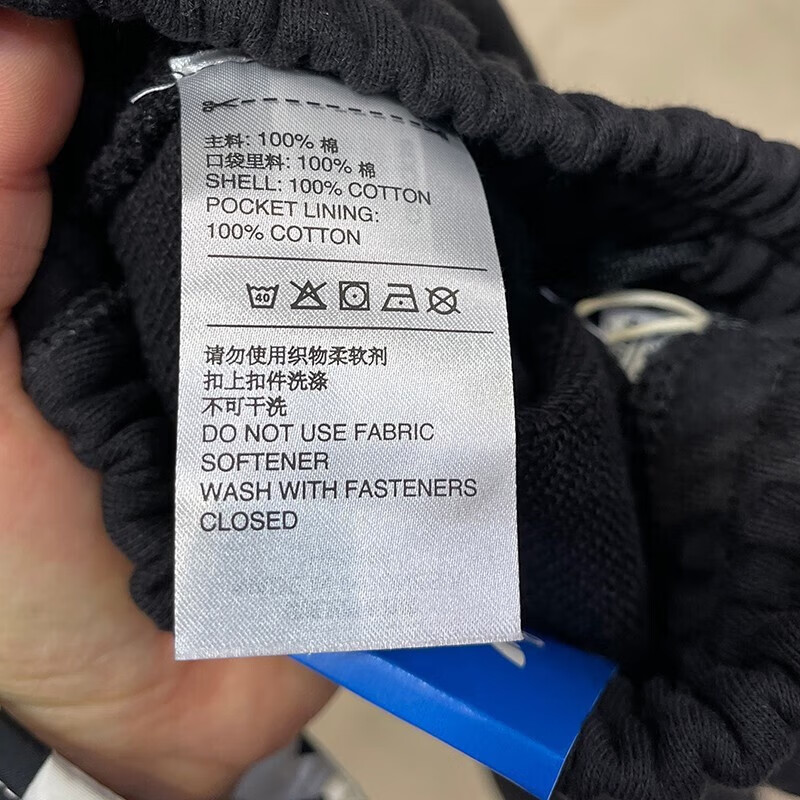 主料: 100% 棉
口袋里料: 100% 棉
SHELL: 100% COTTON
POCKET LINING:
100% COTTON
40
请勿使用织物柔软剂
扣上扣件洗涤
不可干洗
DO NOT USE FABRIC
SOFTENER
WASH WITH FASTENERS
CLOSED